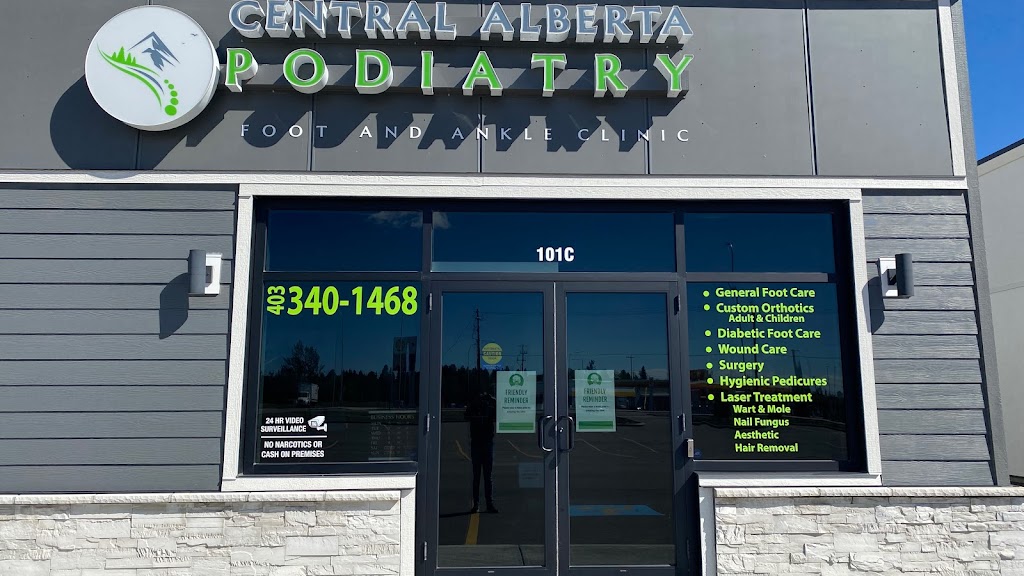 CENTRAL ALBERTA
PODIATRY
FOOT AND ANKLE CLINIC
101C
403 340-1468
24 HR VIDEO
SURVEILLANCE
NO NARCOTICS OR
CASH ON PREMISES
BUSINESS HOURS
FRIENDLY
REMINDER
FRIENDLY
REMINDER
• General Foot Care
• Custom Orthotics
Adult & Children
• Diabetic Foot Care
• Wound Care
• Surgery
• Hygienic Pedicures
• Laser Treatment
Wart & Mole
Nail Fungus
Aesthetic
Hair Removal